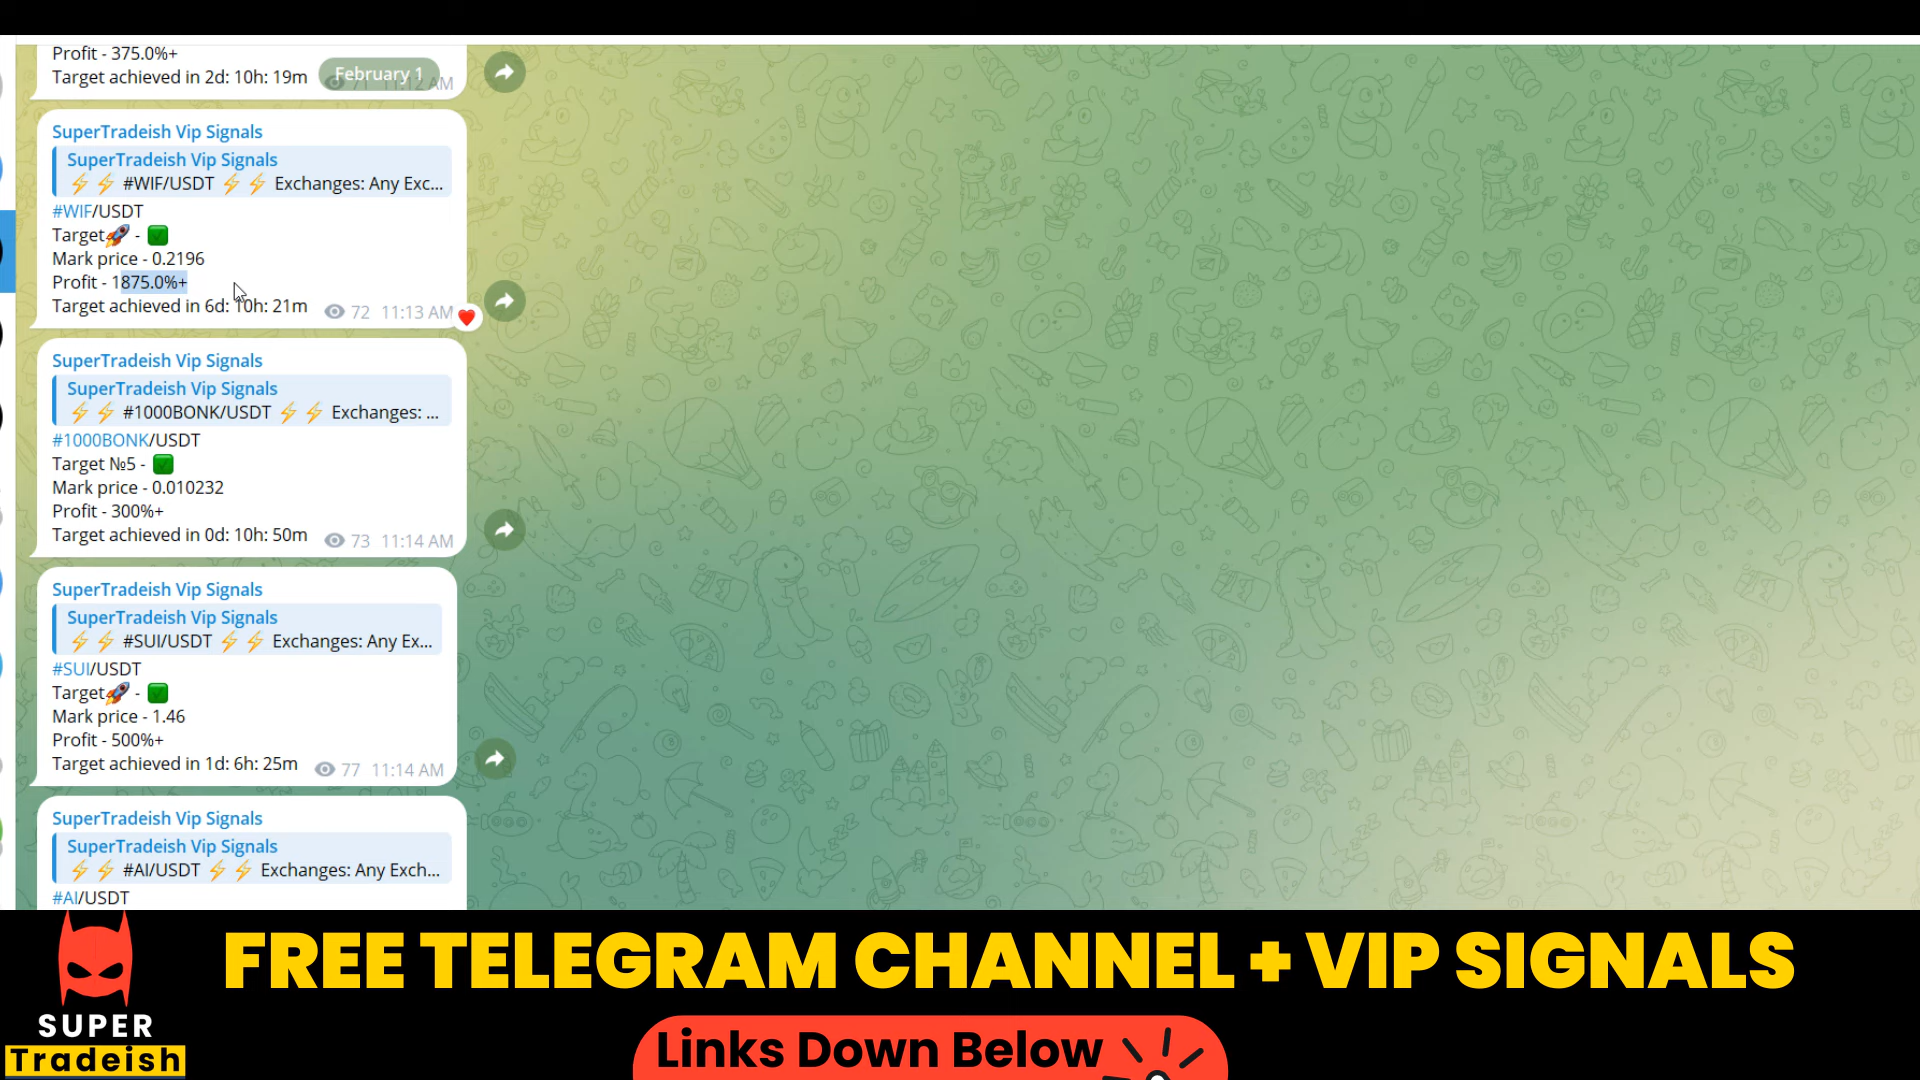 Profit - 375.0%+
Target achieved in 2d: 10h: 19m
February 1
71 11:12 AM
SuperTradeish Vip Signals
SuperTradeish Vip Signals
⚡⚡ #WIF/USDT ⚡⚡ Exchanges: Any Exc...
#WIF/USDT
Target🚀 - ✅
Mark price - 0.2196
Profit - 1875.0%+
Target achieved in 6d: 10h: 21m
72 11:13 AM
SuperTradeish Vip Signals
SuperTradeish Vip Signals
⚡⚡ #1000BONK/USDT ⚡⚡ Exchanges: ...
#1000BONK/USDT
Target №5 - ✅
Mark price - 0.010232
Profit - 300%+
Target achieved in 0d: 10h: 50m
73 11:14 AM
SuperTradeish Vip Signals
SuperTradeish Vip Signals
⚡⚡ #SUI/USDT ⚡⚡ Exchanges: Any Ex...
#SUI/USDT
Target🚀 - ✅
Mark price - 1.46
Profit - 500%+
Target achieved in 1d: 6h: 25m
77 11:14 AM
SuperTradeish Vip Signals
SuperTradeish Vip Signals
⚡⚡ #AI/USDT ⚡⚡ Exchanges: Any Exch...
#AI/USDT
FREE TELEGRAM CHANNEL + VIP SIGNALS
SUPER
Tradeish
Links Down Below